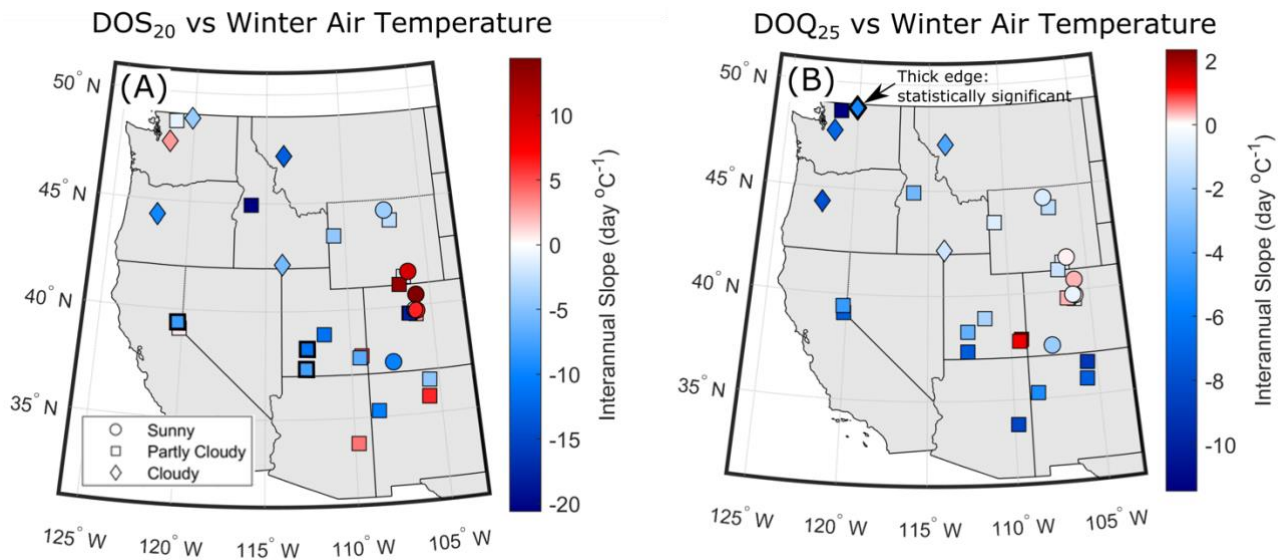 DOS₂₀ vs Winter Air Temperature
(A)
50° N
45° N
40° N
35° N
125° W
120° W
115° W
110° W
105° W
Sunny
Partly Cloudy
Cloudy
10
5
0
-5
-10
-15
-20
Interannual Slope (day °C⁻¹)
DOQ₂₅ vs Winter Air Temperature
(B)
Thick edge:
statistically significant
50° N
45° N
40° N
35° N
125° W
120° W
115° W
110° W
105° W
2
0
-2
-4
-6
-8
-10
Interannual Slope (day °C⁻¹)